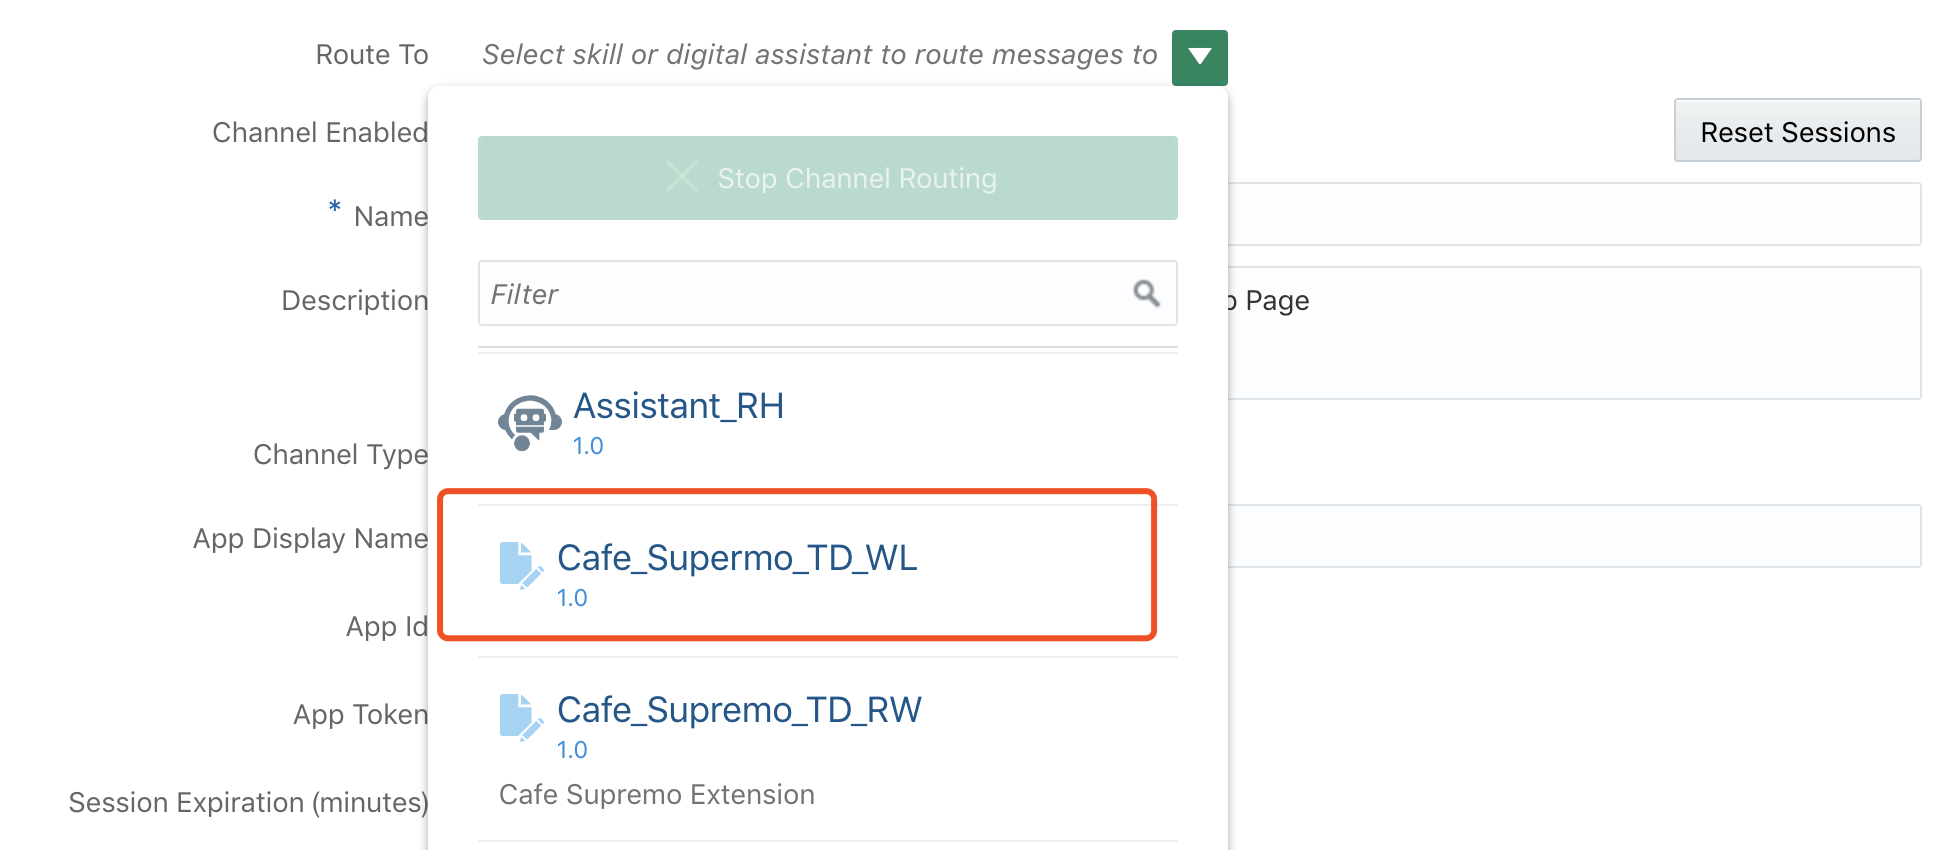 Route To Select skill or digital assistant to route messages to
Channel Enabled
Stop Channel Routing
Reset Sessions
* Name
Filter
Description
Page
Assistant_RH
1.0
Channel Type
App Display Name
Cafe_Supermo_TD_WL
1.0
App Id
Cafe_Supremo_TD_RW
1.0
App Token
Cafe Supremo Extension
Session Expiration (minutes)